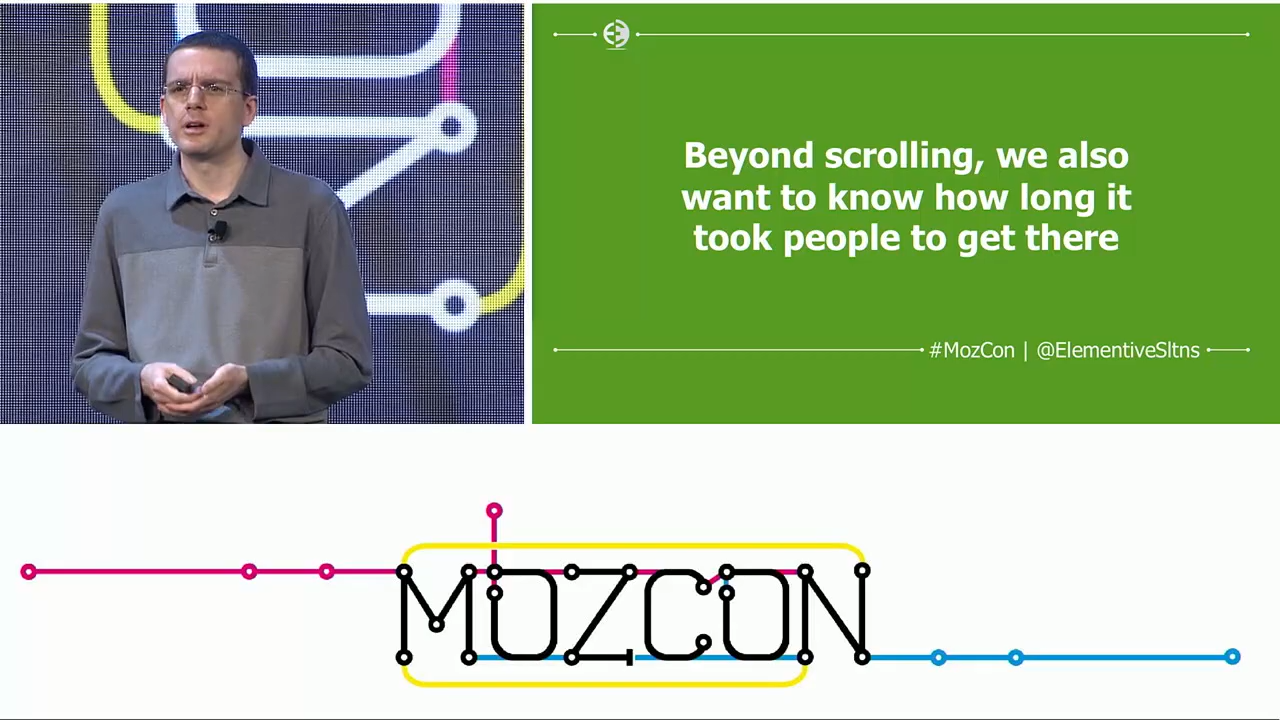 Beyond scrolling, we also
want to know how long it
took people to get there
#MozCon | @ElementiveSltns
MOZCON